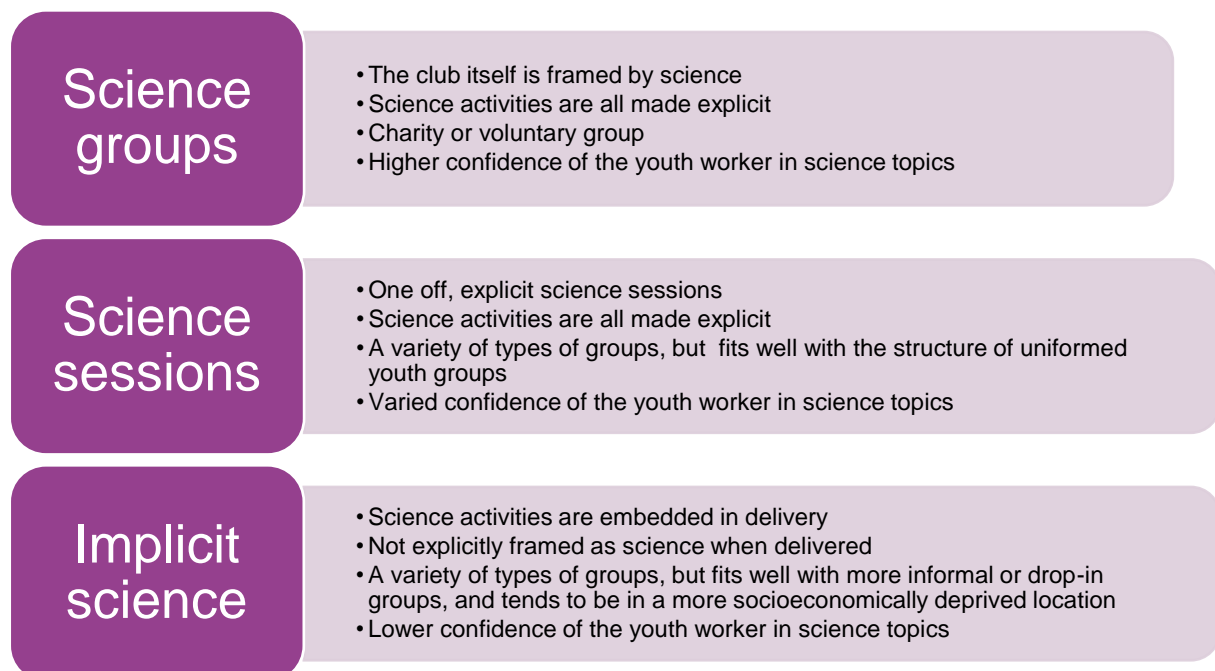 Science
groups
• The club itself is framed by science
• Science activities are all made explicit
• Charity or voluntary group
• Higher confidence of the youth worker in science topics
Science
sessions
• One off, explicit science sessions
• Science activities are all made explicit
• A variety of types of groups, but  fits well with the structure of uniformed
youth groups
• Varied confidence of the youth worker in science topics
Implicit
science
• Science activities are embedded in delivery
• Not explicitly framed as science when delivered
• A variety of types of groups, but fits well with more informal or drop-in
groups, and tends to be in a more socioeconomically deprived location
• Lower confidence of the youth worker in science topics